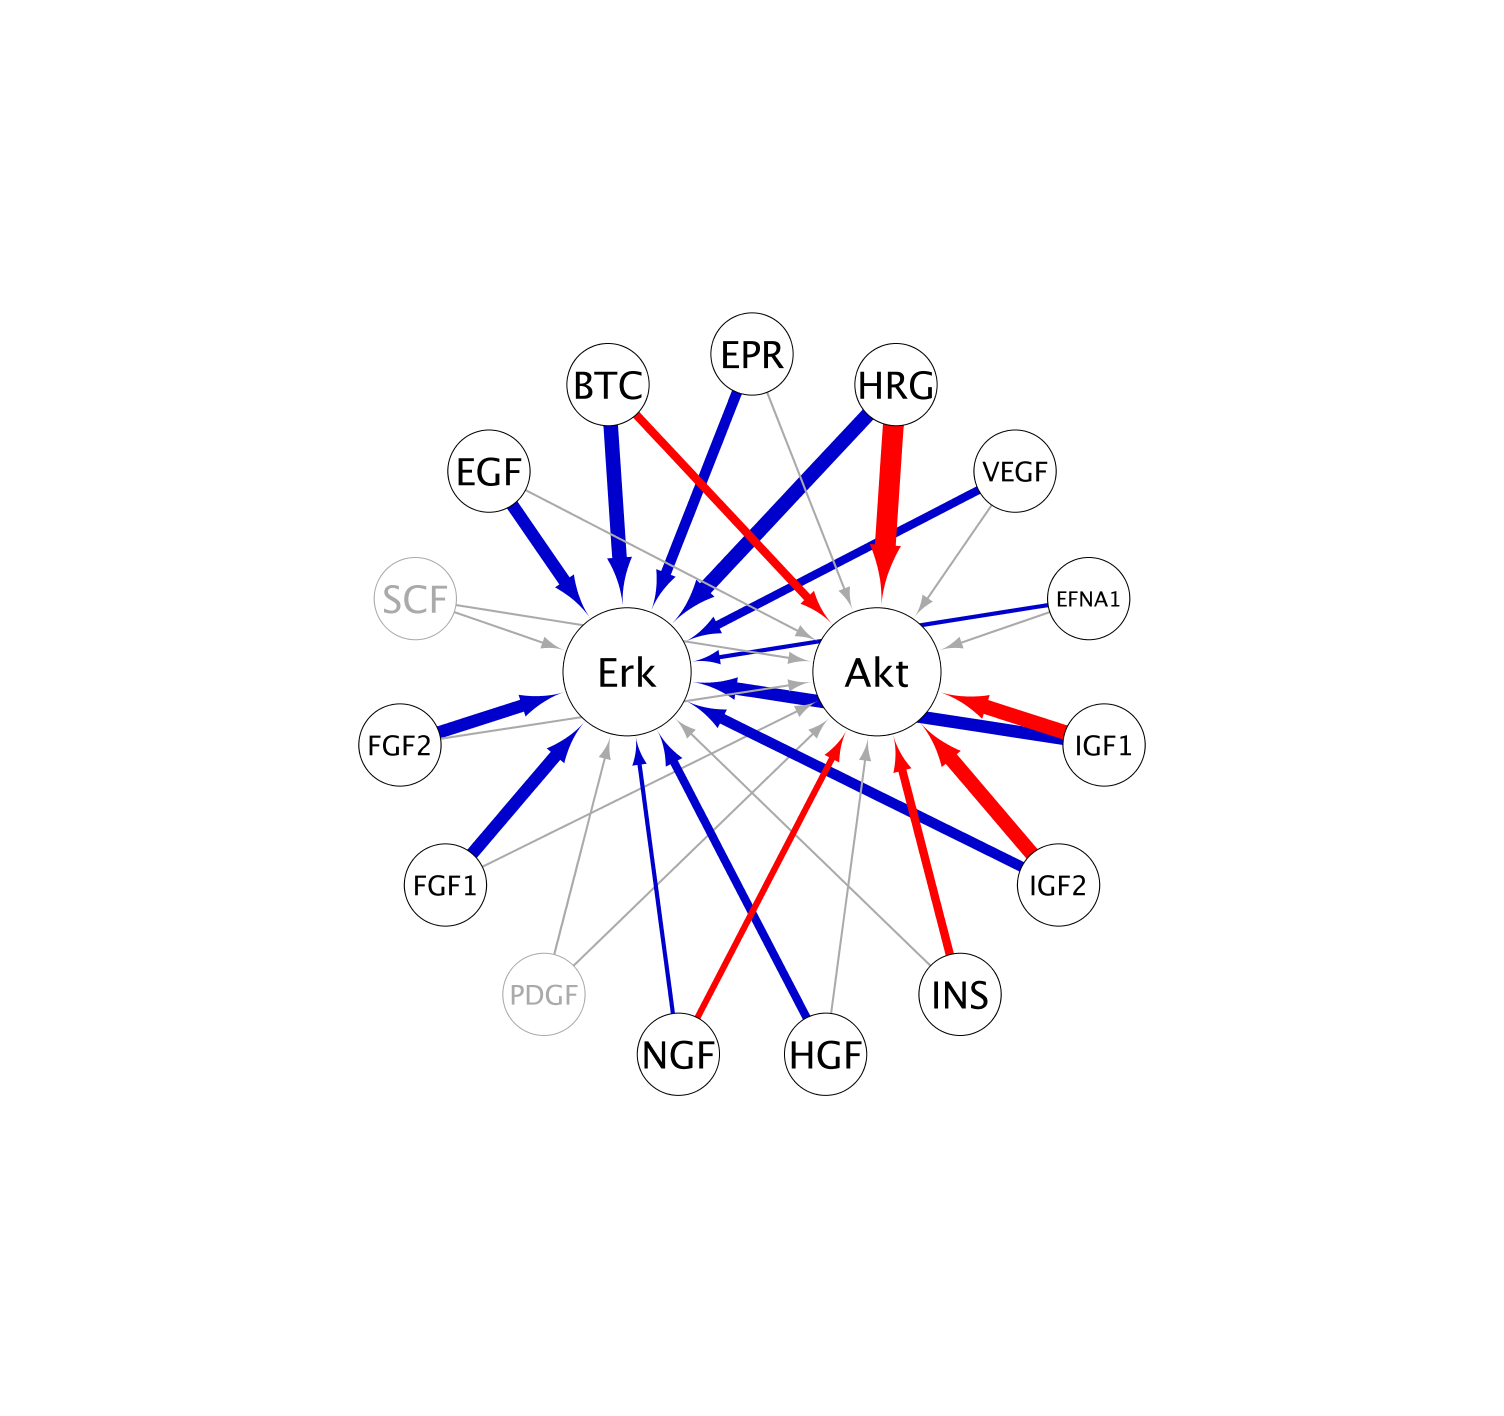 EPR
BTC
HRG
EGF
VEGF
SCF
EFNA1
Erk
Akt
FGF2
IGF1
FGF1
IGF2
PDGF
INS
NGF
HGF